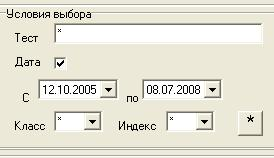 Условия выбора
Тест *
Дата
С 12.10.2005 по 08.07.2008
Класс * Индекс * *